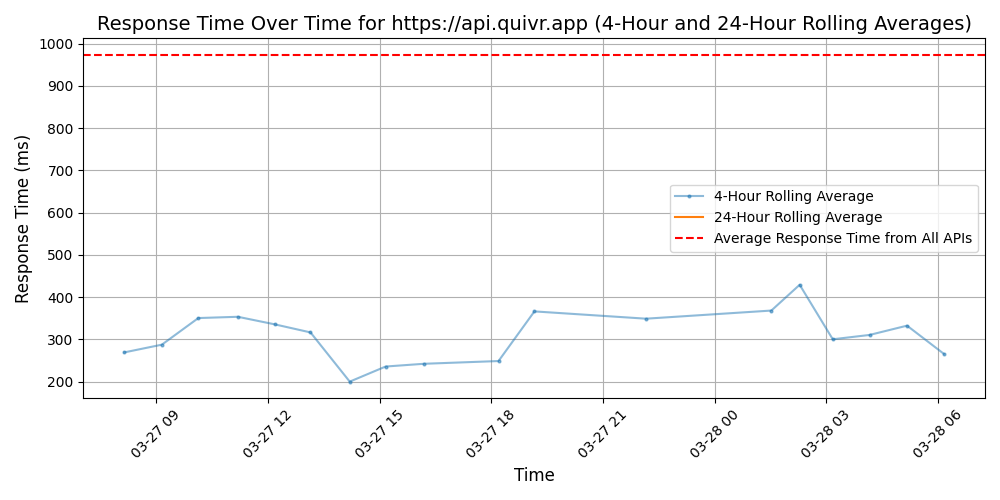 Response Time Over Time for https://api.quivr.app (4-Hour and 24-Hour Rolling Averages)
Response Time (ms)
1000
900
800
700
600
500
400
300
200
4-Hour Rolling Average
24-Hour Rolling Average
Average Response Time from All APIs
03-27 09
03-27 12
03-27 15
03-27 18
03-27 21
03-28 00
03-28 03
03-28 06
Time